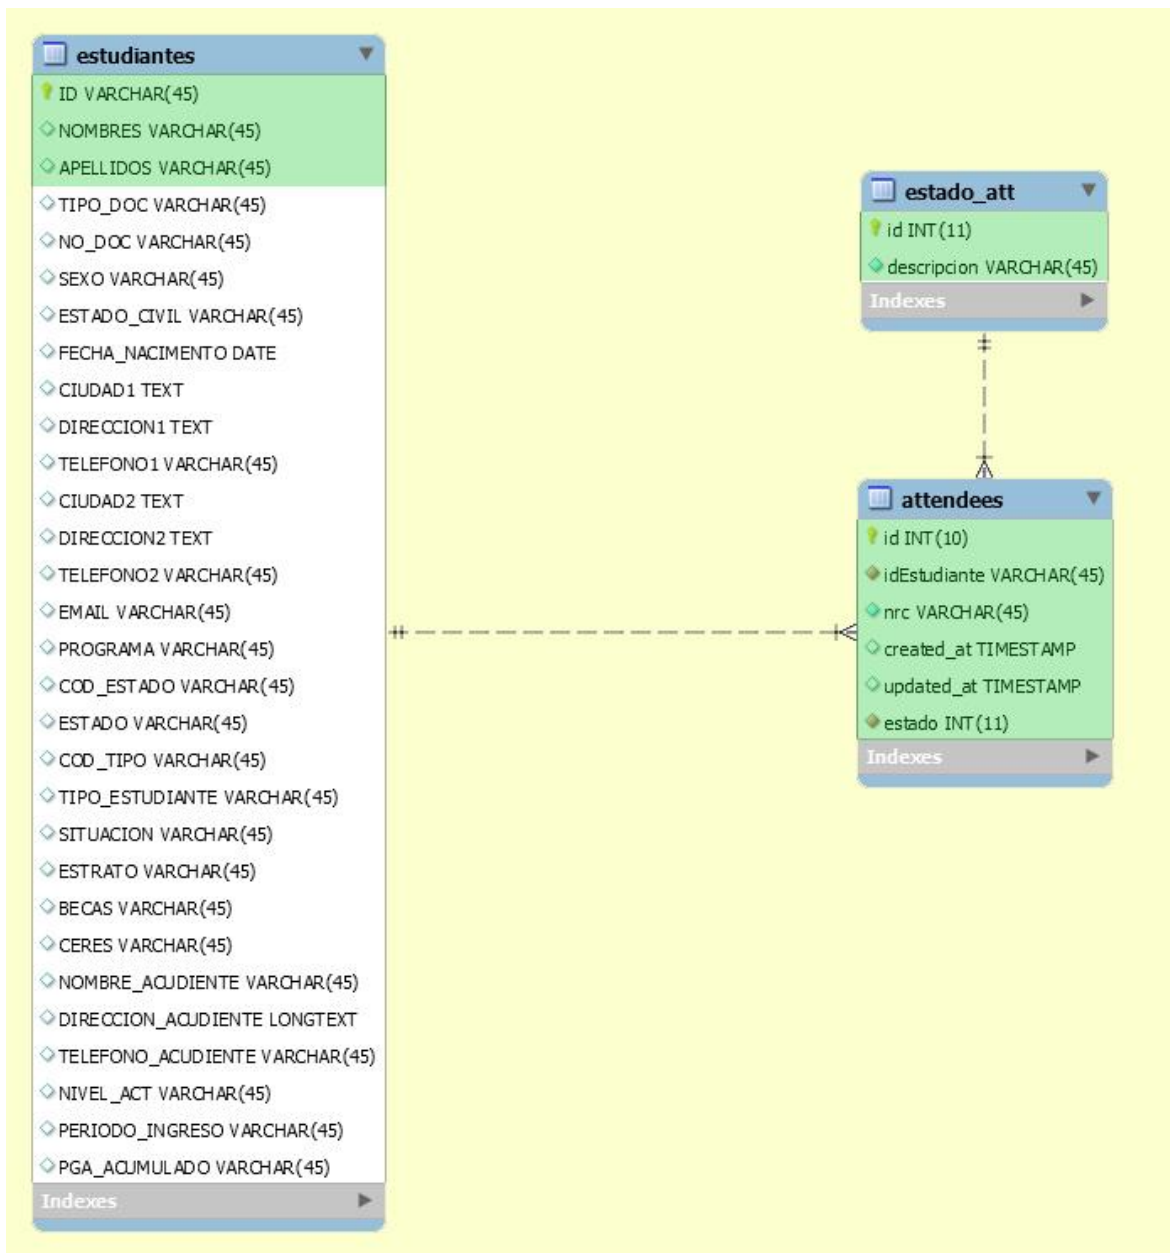 estudiantes
ID VARCHAR(45)
NOMBRES VARCHAR(45)
APELLIDOS VARCHAR(45)
TIPO_DOC VARCHAR(45)
NO_DOC VARCHAR(45)
SEXO VARCHAR(45)
ESTADO_CIVIL VARCHAR(45)
FECHA_NACIMENTO DATE
CIUDAD1 TEXT
DIRECCION1 TEXT
TELEFONO1 VARCHAR(45)
CIUDAD2 TEXT
DIRECCION2 TEXT
TELEFONO2 VARCHAR(45)
EMAIL VARCHAR(45)
PROGRAMA VARCHAR(45)
COD_ESTADO VARCHAR(45)
ESTADO VARCHAR(45)
COD_TIPO VARCHAR(45)
TIPO_ESTUDIANTE VARCHAR(45)
SITUACION VARCHAR(45)
ESTRATO VARCHAR(45)
BECAS VARCHAR(45)
CERES VARCHAR(45)
NOMBRE_ACUDIENTE VARCHAR(45)
DIRECCION_ACUDIENTE LONGTEXT
TELEFONO_ACUDIENTE VARCHAR(45)
NIVEL_ACT VARCHAR(45)
PERIODO_INGRESO VARCHAR(45)
PGA_ACUMULADO VARCHAR(45)
Indexes
estado_att
id INT(11)
descripcion VARCHAR(45)
Indexes
attendees
id INT(10)
idEstudiante VARCHAR(45)
nrc VARCHAR(45)
created_at TIMESTAMP
updated_at TIMESTAMP
estado INT(11)
Indexes